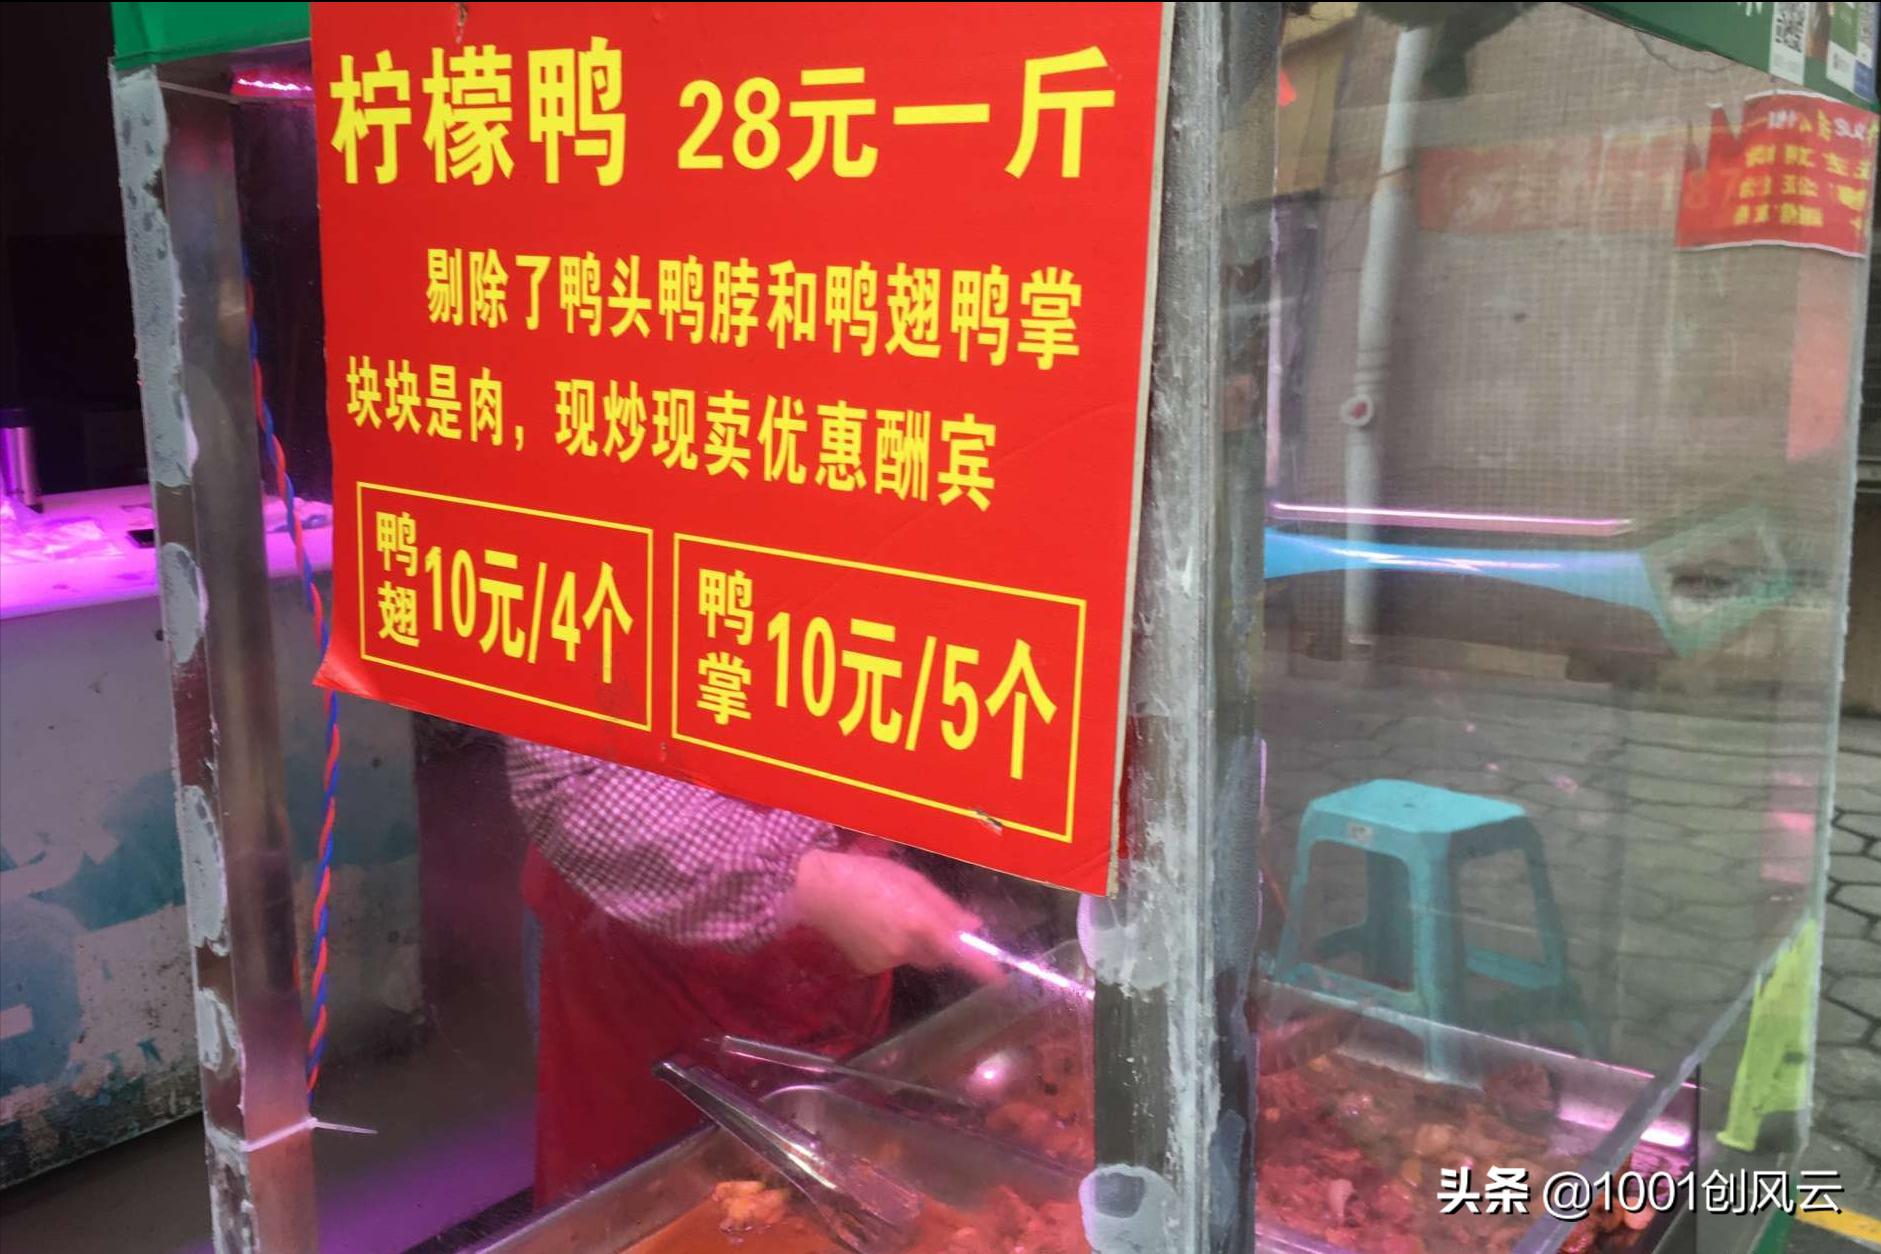 柠檬鸭 28元一斤
剔除了鸭头鸭脖和鸭翅鸭掌
块块是肉，现炒现卖优惠酬宾
鸭翅10元/4个
鸭掌10元/5个
头条 @1001创风云